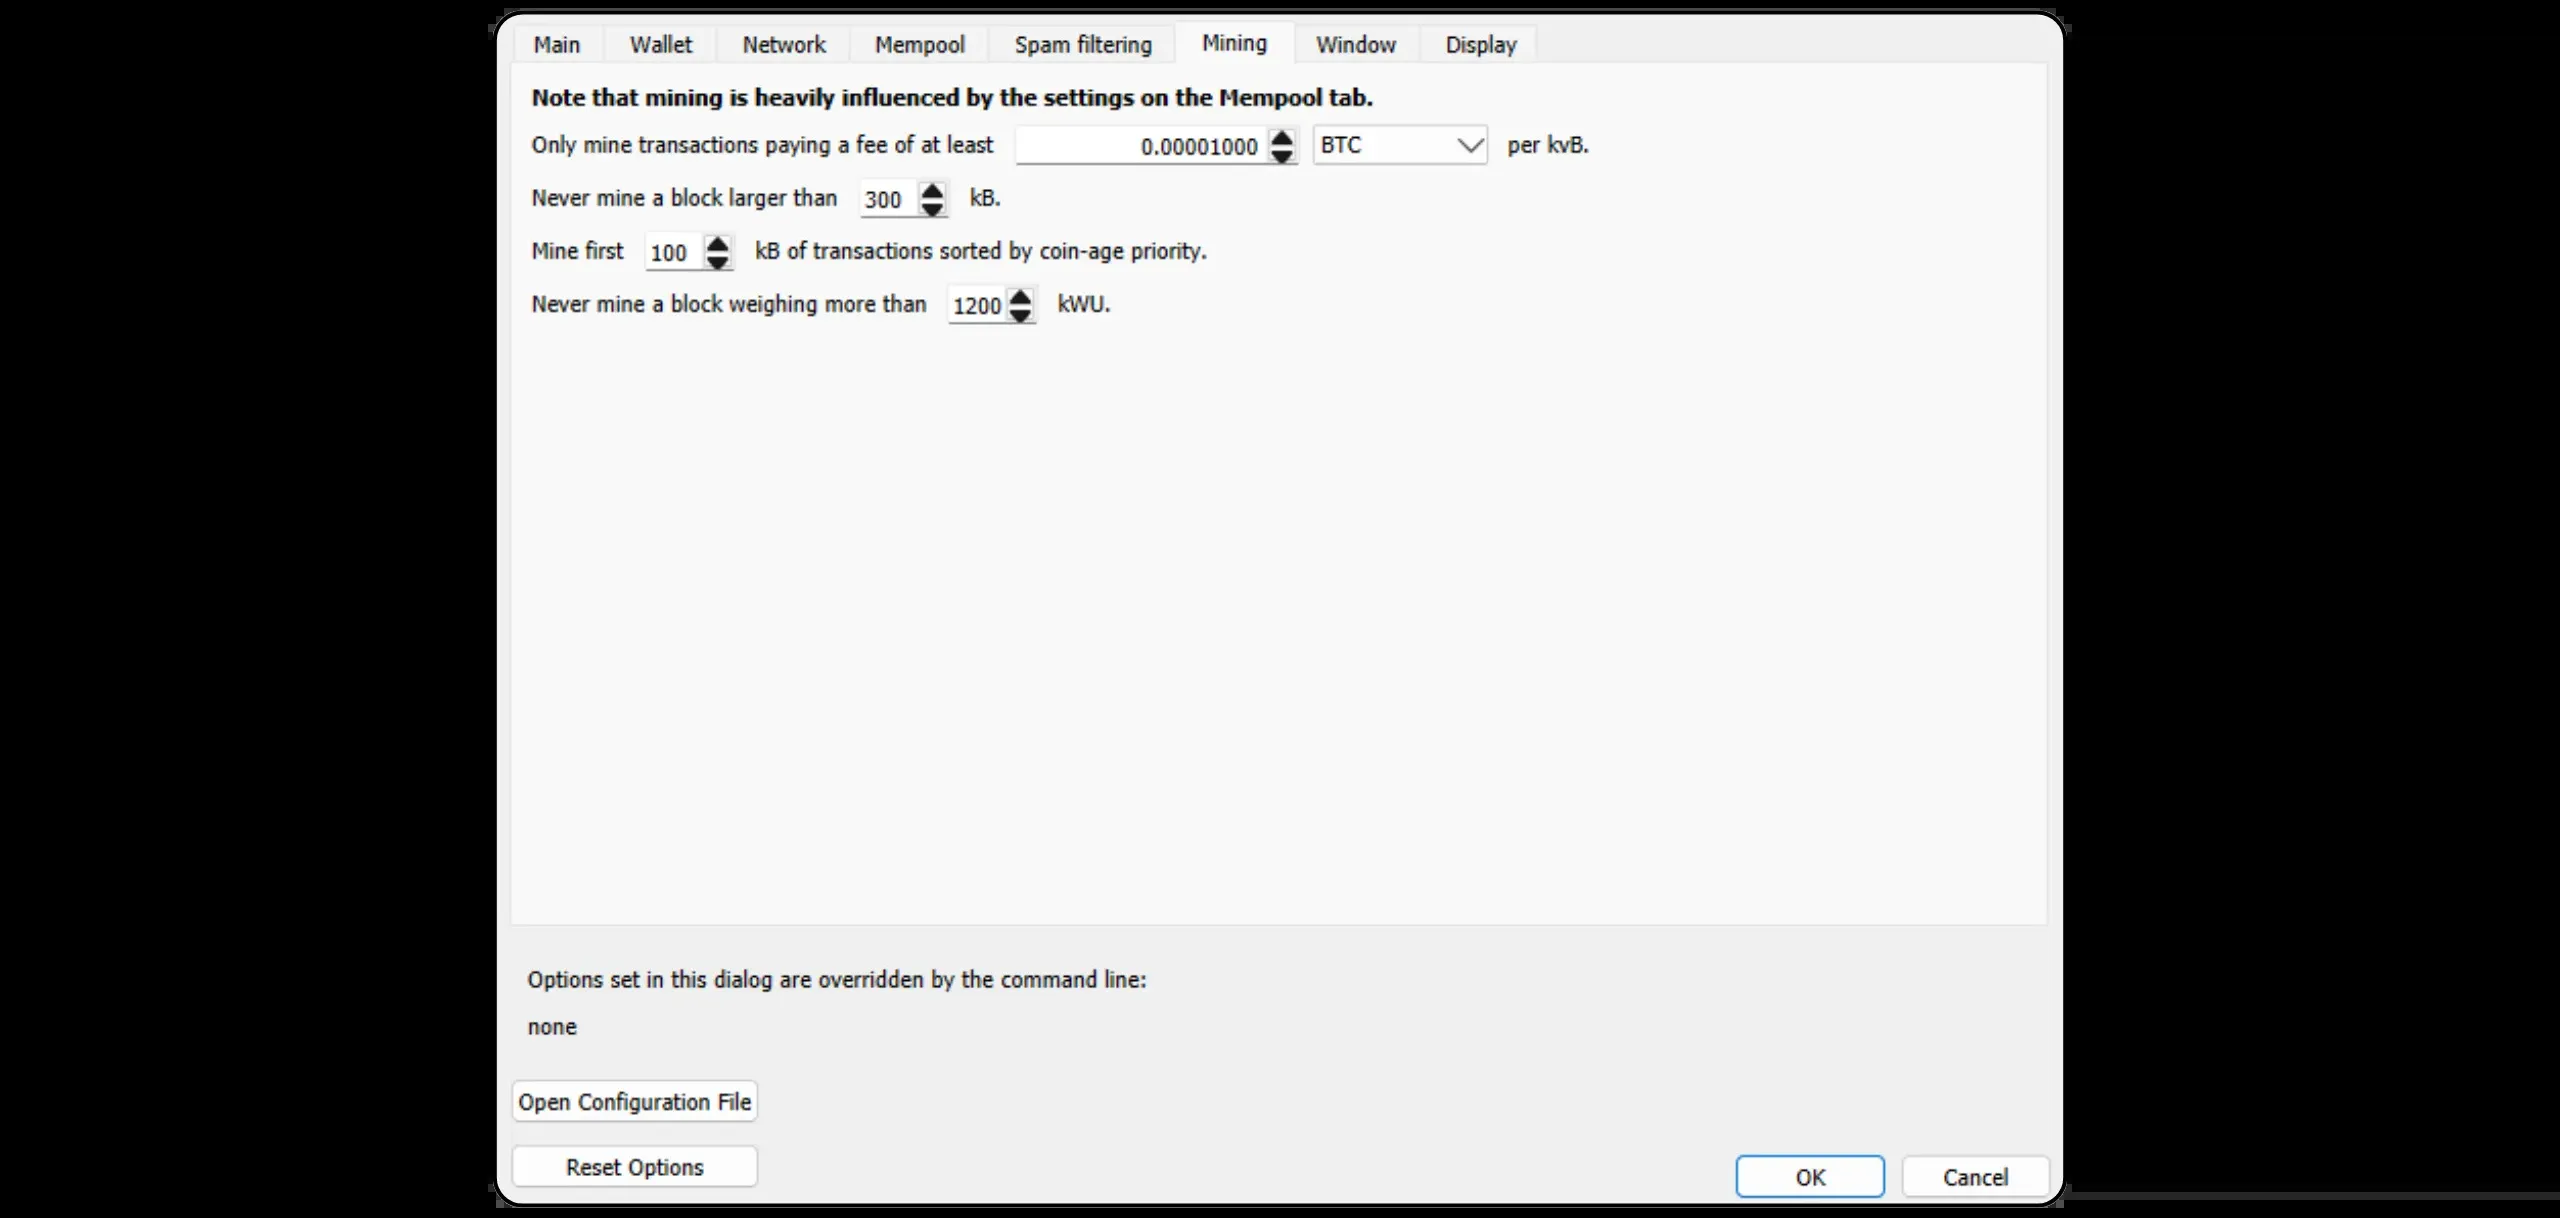 Main Wallet Network Mempool Spam filtering Mining Window Display
Note that mining is heavily influenced by the settings on the Mempool tab.
Only mine transactions paying a fee of at least 0.00001000 BTC per kvB.
Never mine a block larger than 300 kB.
Mine first 100 kB of transactions sorted by coin-age priority.
Never mine a block weighing more than 1200 kWU.
Options set in this dialog are overridden by the command line:
none
Open Configuration File
Reset Options
OK Cancel